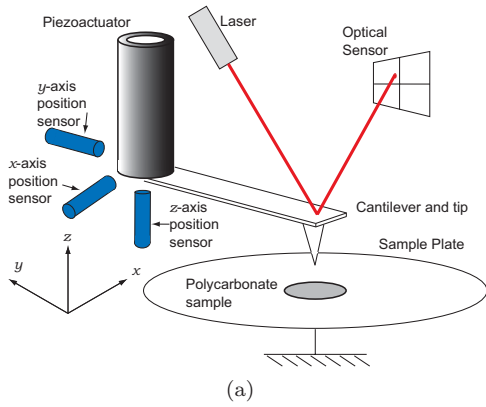 Laser
Piezoactuator
Optical
Sensor
y-axis
position
sensor
x-axis
position
sensor
z-axis
position
sensor
Cantilever and tip
Sample Plate
z
y
x
Polycarbonate
sample
(a)